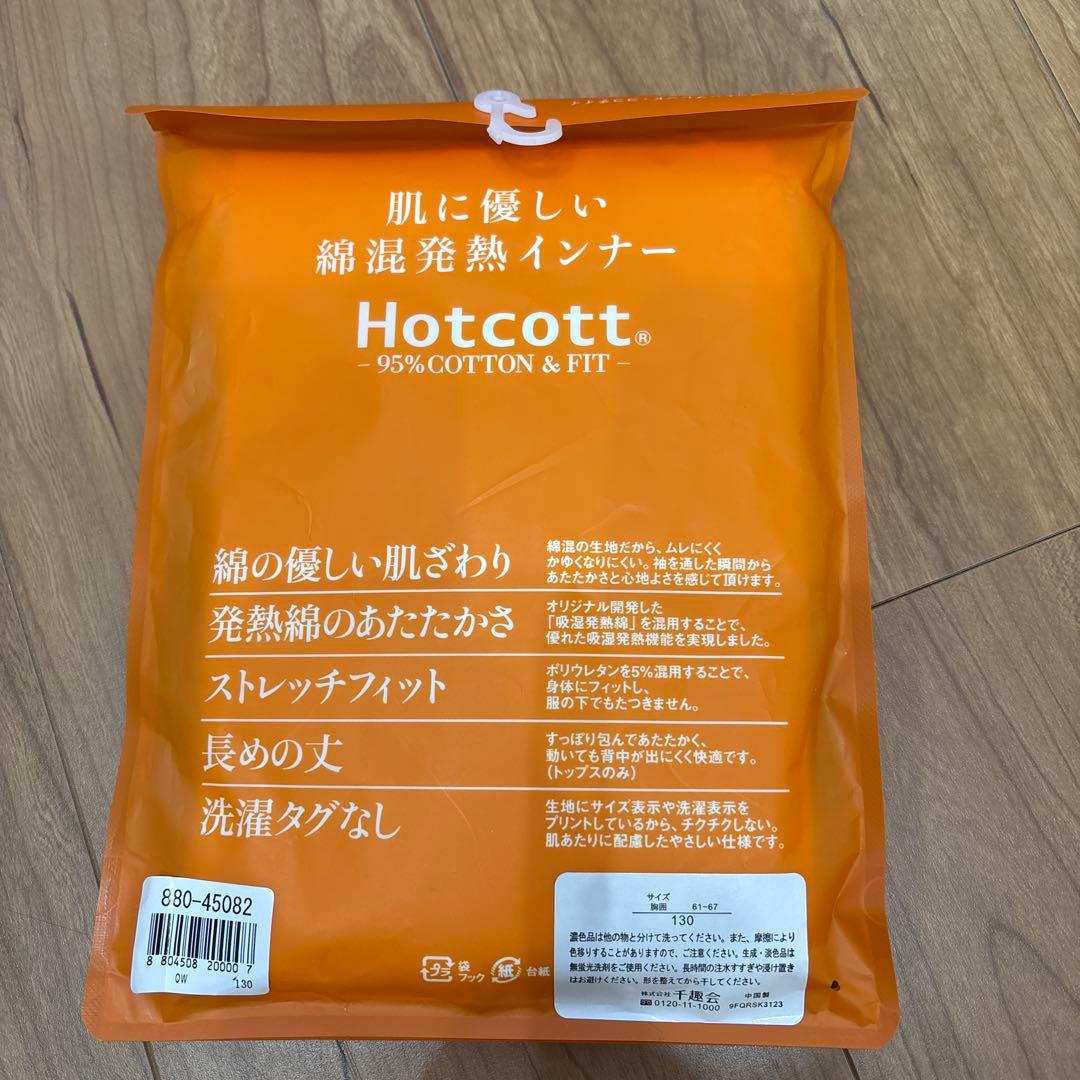 肌に優しい
綿混発熱インナー
Hotcott®
-95%COTTON & FIT-
綿の優しい肌ざわり
綿混の生地だから、ムレにくく
かゆくなりにくい。袖を通した瞬間から
あたたかさと心地よさを感じて頂けます。
発熱綿のあたたかさ
オリジナル開発した
「吸湿発熱綿」を混用することで、
優れた吸湿発熱機能を実現しました。
ストレッチフィット
ポリウレタンを5%混用することで、
身体にフィットし、
服の下でもたつきません。
長めの丈
すっぽり包んであたたかく、
動いても背中が出にくく快適です。
(トップスのみ)
洗濯タグなし
生地にサイズ表示や洗濯表示を
プリントしているから、チクチクしない。
肌あたりに配慮したやさしい仕様です。
880-45082
8 804508 20000 7
OW 130
プラ 袋 フック 紙 台紙
サイズ
胸囲 61~67
130
濃色品は他の物と分けて洗ってください。また、摩擦により
色移りすることがありますので、ご注意ください。生成・淡色品は
無蛍光洗剤をご使用ください。長時間の注水すすぎや浸け置き
はお避けください。形を整えてから干してください。
株式会社 千趣会 中国製
0120-11-1000 9FQRSK3123